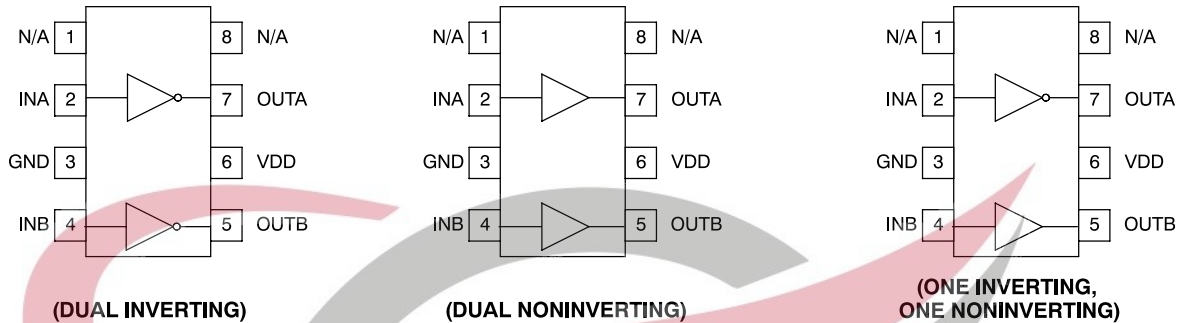 N/A 1 8 N/A
INA 2 7 OUTA
GND 3 6 VDD
INB 4 5 OUTB
(DUAL INVERTING)
N/A 1 8 N/A
INA 2 7 OUTA
GND 3 6 VDD
INB 4 5 OUTB
(DUAL NONINVERTING)
N/A 1 8 N/A
INA 2 7 OUTA
GND 3 6 VDD
INB 4 5 OUTB
(ONE INVERTING,
ONE NONINVERTING)